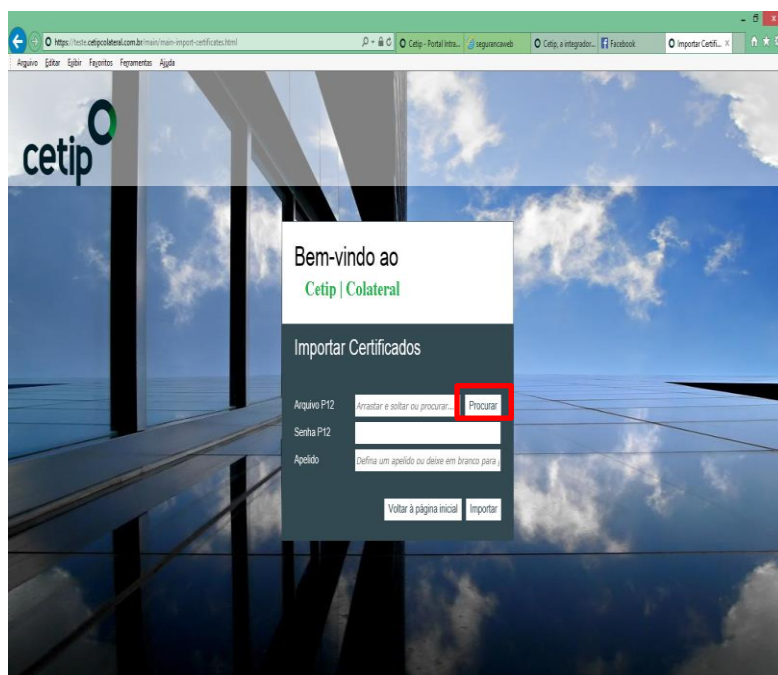 https://teste.cetipcolateral.com.br/main/main-import-certificates.html
Cetip - Portal Intra...
segurancaweb
Cetip, a integrador...
Facebook
Importar Certifi...
Arquivo Editar Exibir Favoritos Ferramentas Ajuda
cetip
Bem-vindo ao
Cetip | Colateral
Importar Certificados
Arquivo P12 Arrastar e soltar ou procurar... Procurar
Senha P12
Apelido Defina um apelido ou deixe em branco para
Voltar à página inicial Importar